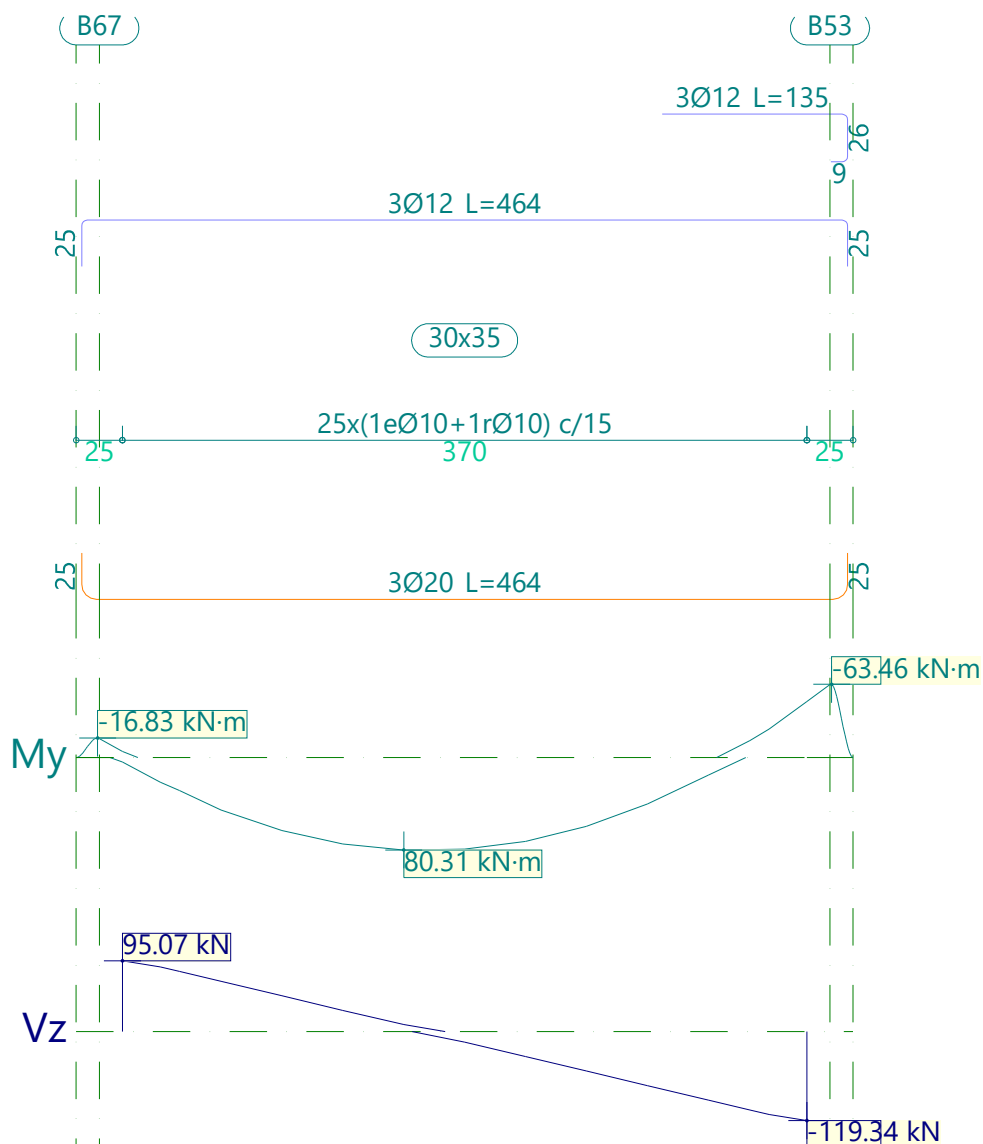 B67 B53
3Ø12 L=135
26
9
3Ø12 L=464
25 25
30x35
25x(1eØ10+1rØ10) c/15
25 370 25
25 3Ø20 L=464 25
-63.46 kN·m
-16.83 kN·m
My
80.31 kN·m
95.07 kN
Vz
-119.34 kN